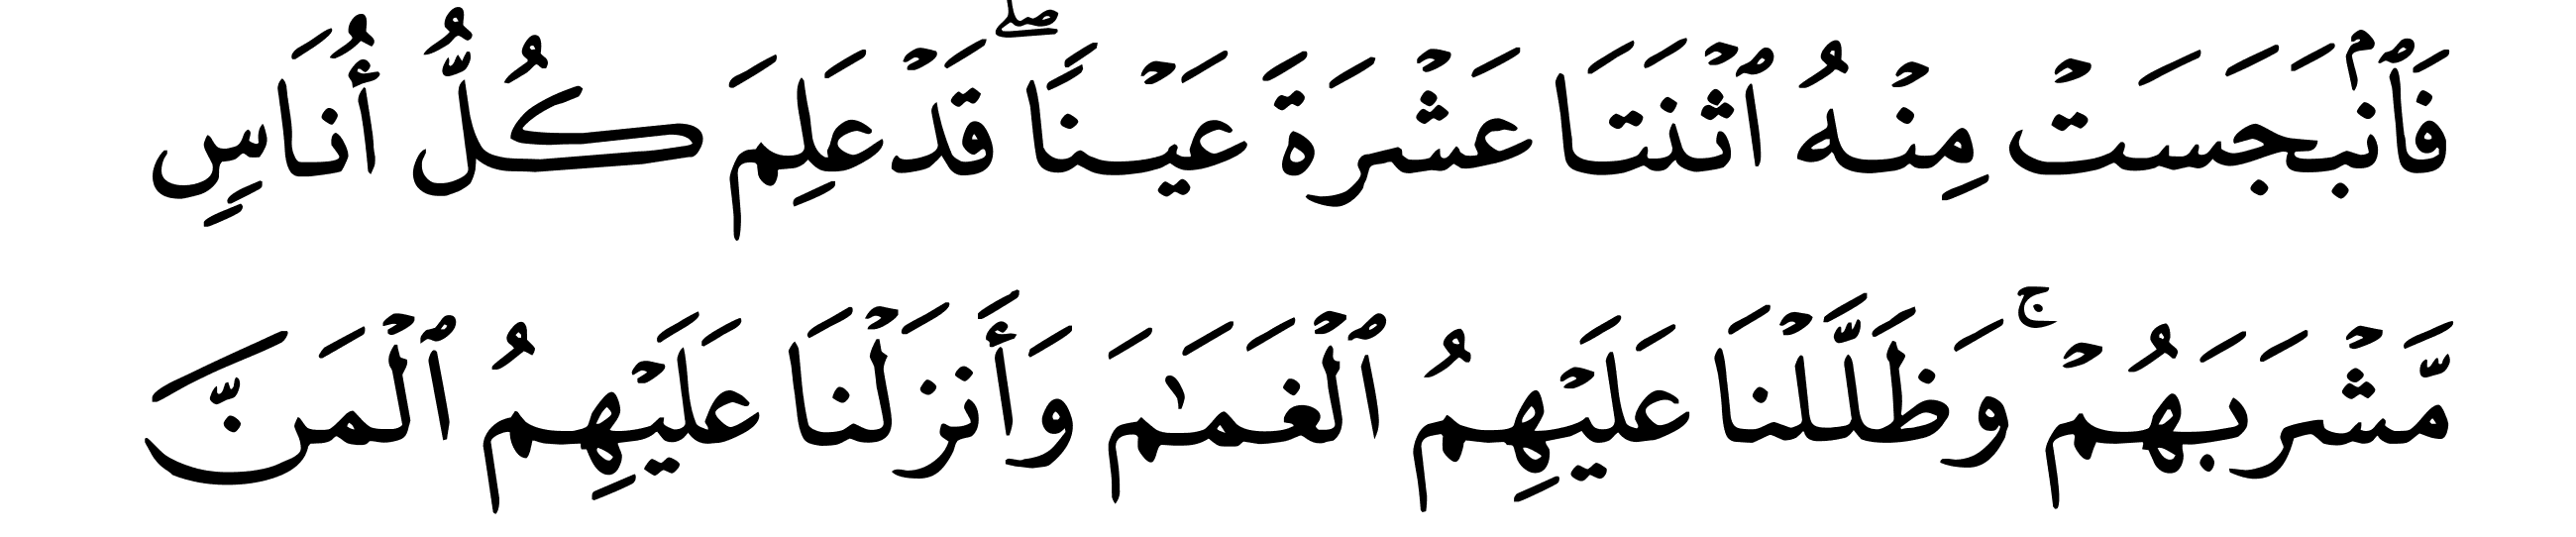 فَٱنۢبَجَسَتۡ مِنۡهُ ٱثۡنَتَا عَشۡرَةَ عَيۡنٗاۖ قَدۡ عَلِمَ كُلُّ أُنَاسٖ
مَّشۡرَبَهُمۡۚ وَظَلَّلۡنَا عَلَيۡهِمُ ٱلۡغَمَٰمَ وَأَنزَلۡنَا عَلَيۡهِمُ ٱلۡمَنَّ